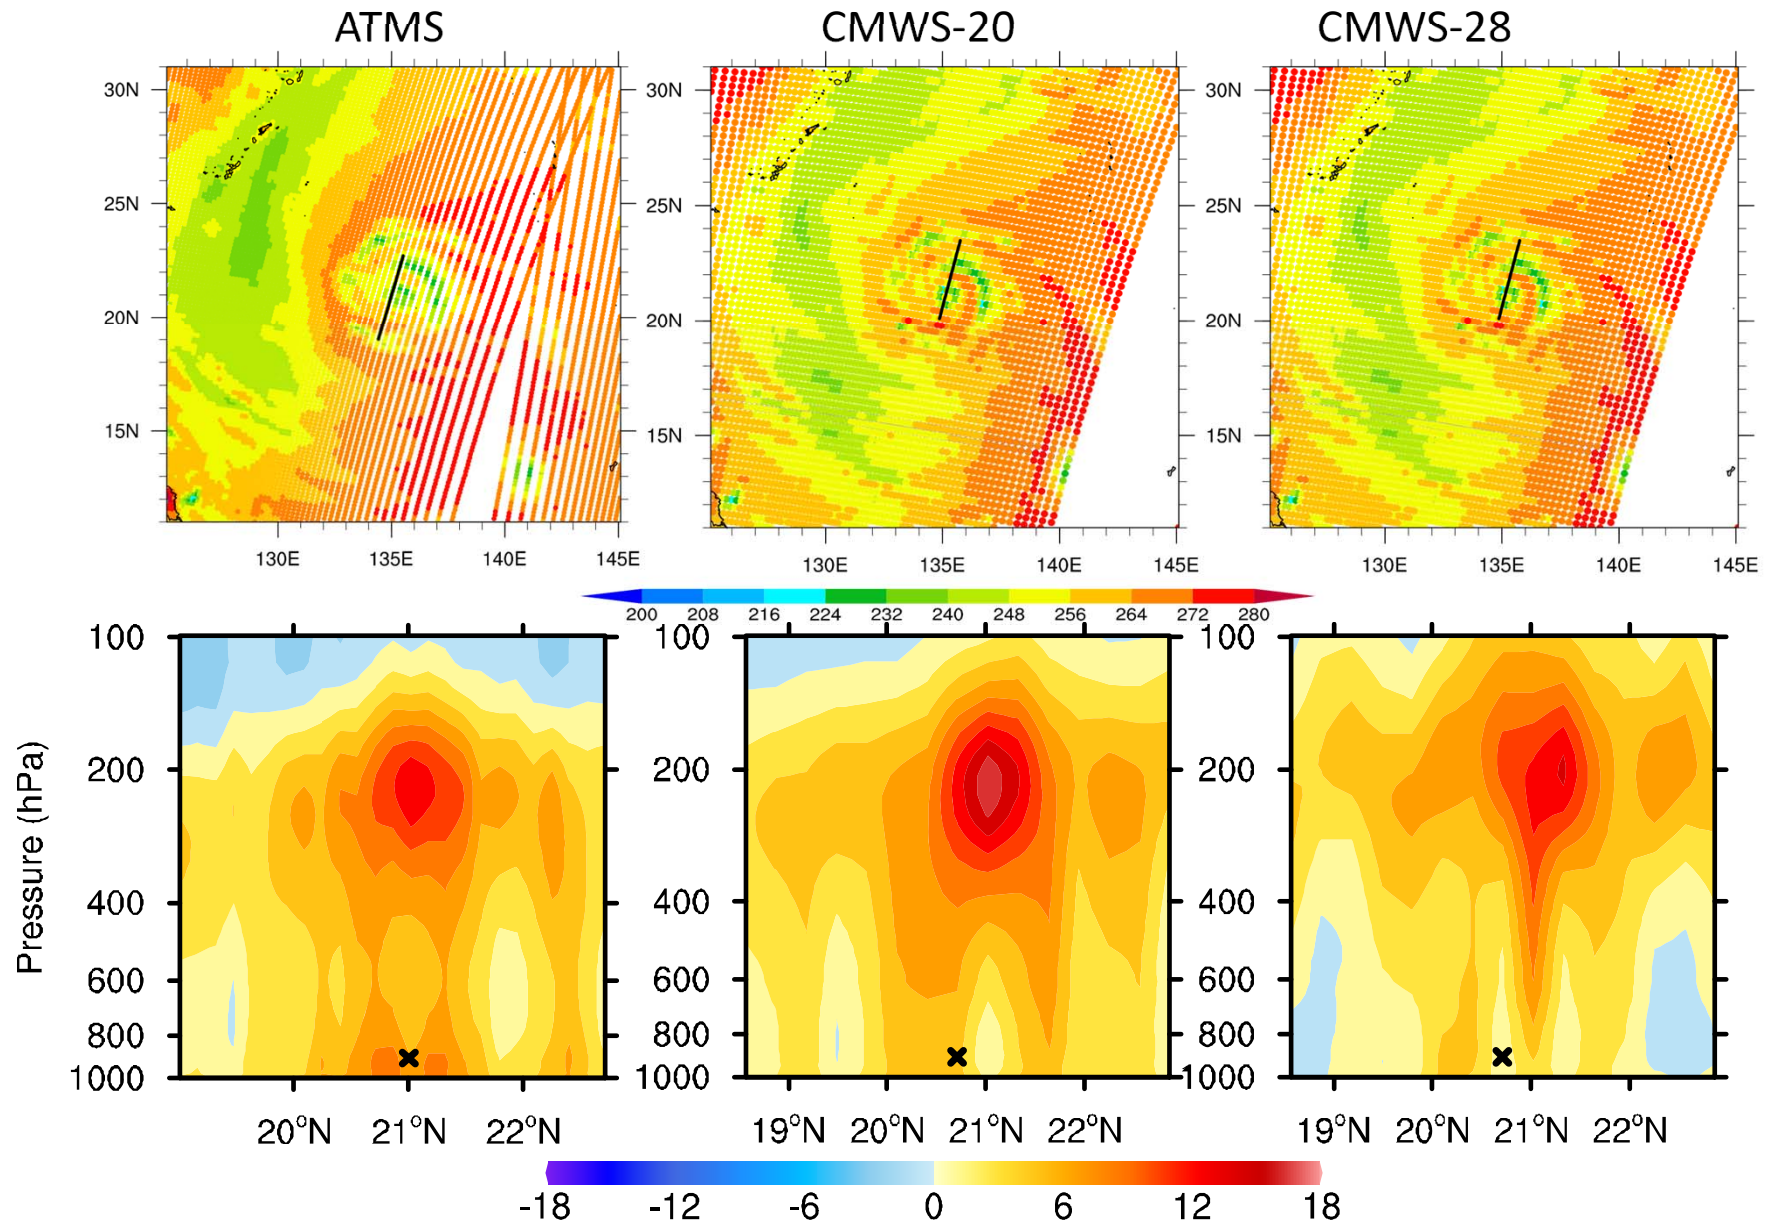 ATMS CMWS-20 CMWS-28
30N 30N 30N
25N 25N 25N
20N 20N 20N
15N 15N 15N
130E 135E 140E 145E 130E 135E 140E 145E 130E 135E 140E 145E
200 208 216 224 232 240 248 256 264 272 280
Pressure (hPa)
100 100 100
200 200 200
400 400 400
600 600 600
800 800 800
1000 1000 1000
20°N 21°N 22°N 19°N 20°N 21°N 22°N 19°N 20°N 21°N 22°N
-18 -12 -6 0 6 12 18